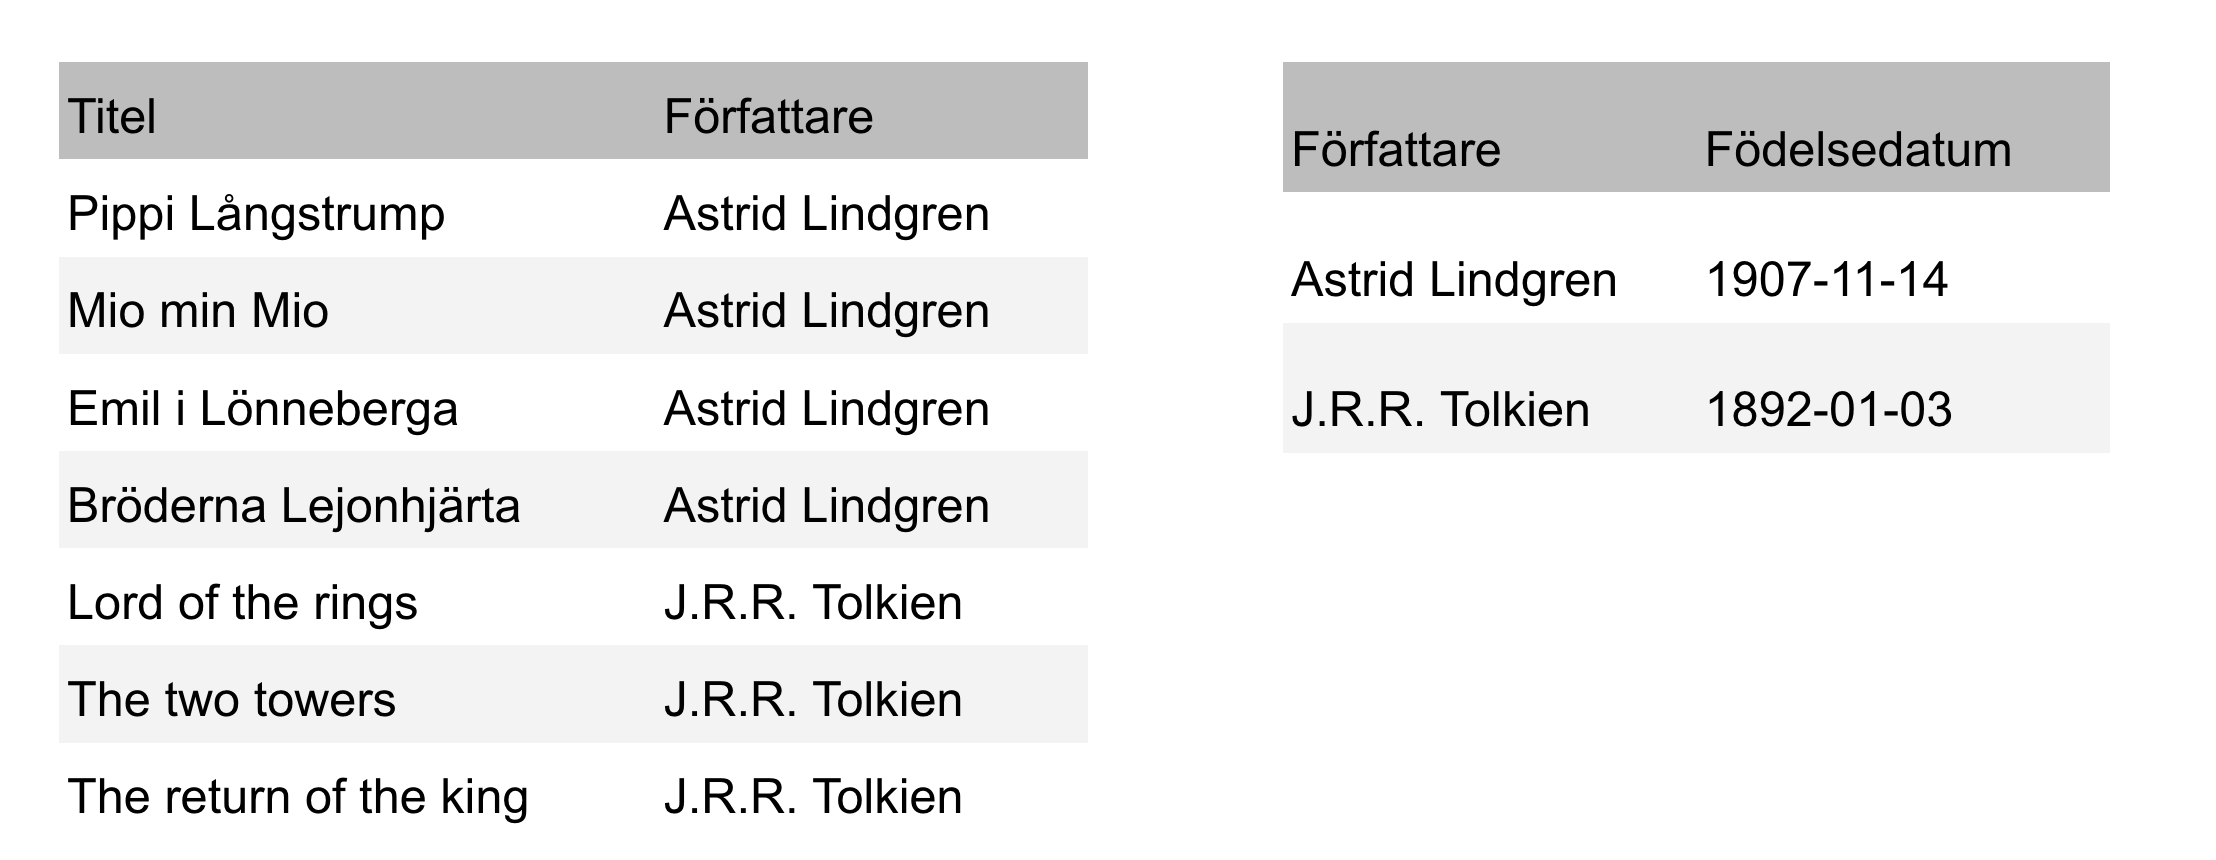 Titel Författare
Pippi Långstrump Astrid Lindgren
Mio min Mio Astrid Lindgren
Emil i Lönneberga Astrid Lindgren
Bröderna Lejonhjärta Astrid Lindgren
Lord of the rings J.R.R. Tolkien
The two towers J.R.R. Tolkien
The return of the king J.R.R. Tolkien
Författare Födelsedatum
Astrid Lindgren 1907-11-14
J.R.R. Tolkien 1892-01-03